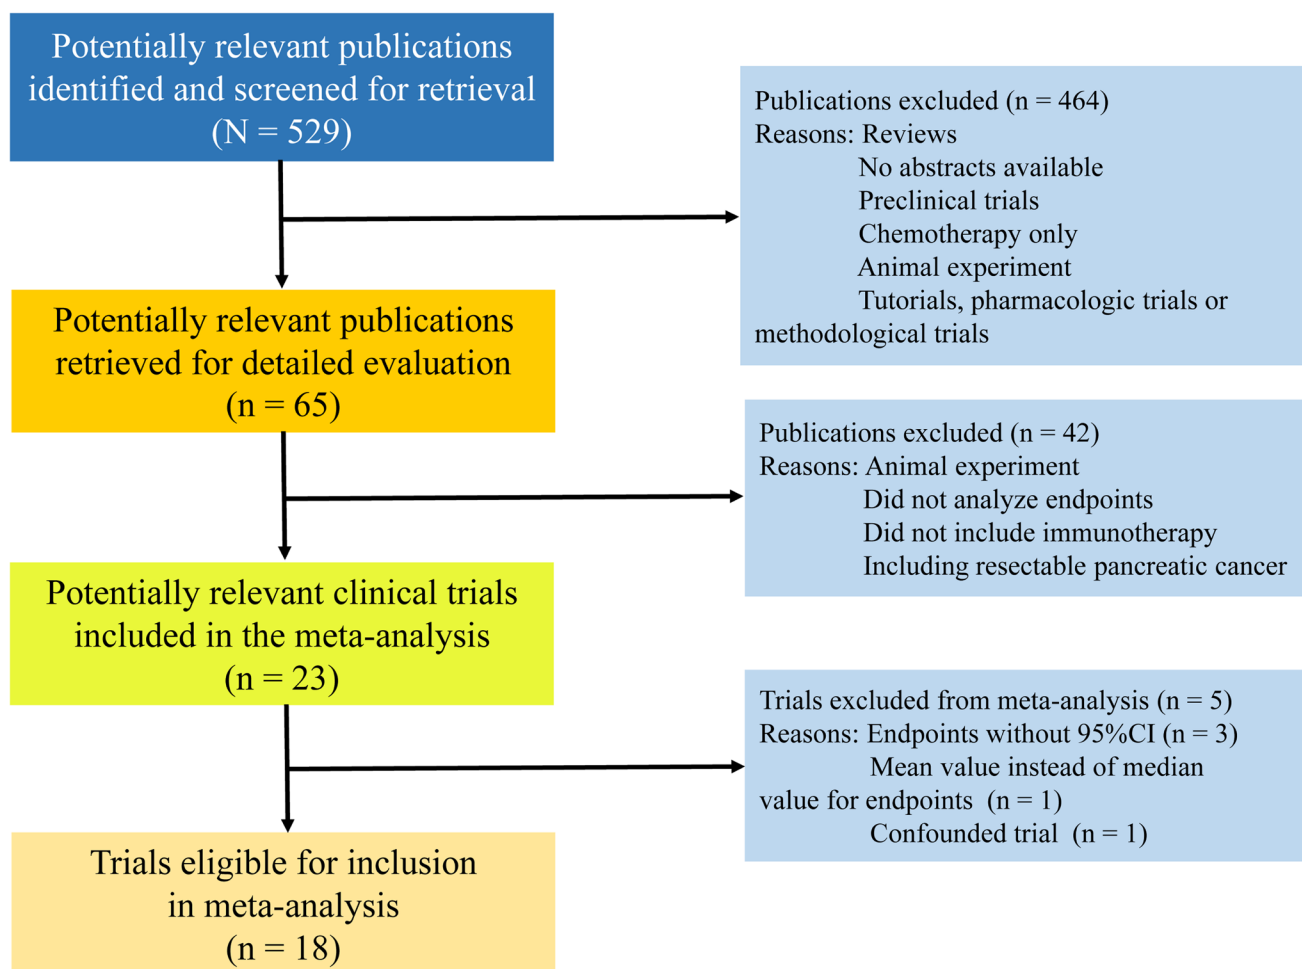 Potentially relevant publications
identified and screened for retrieval
(N = 529)
Publications excluded (n = 464)
Reasons: Reviews
No abstracts available
Preclinical trials
Chemotherapy only
Animal experiment
Tutorials, pharmacologic trials or
methodological trials
Potentially relevant publications
retrieved for detailed evaluation
(n = 65)
Publications excluded (n = 42)
Reasons: Animal experiment
Did not analyze endpoints
Did not include immunotherapy
Including resectable pancreatic cancer
Potentially relevant clinical trials
included in the meta-analysis
(n = 23)
Trials excluded from meta-analysis (n = 5)
Reasons: Endpoints without 95%CI (n = 3)
Mean value instead of median
value for endpoints (n = 1)
Confounded trial (n = 1)
Trials eligible for inclusion
in meta-analysis
(n = 18)